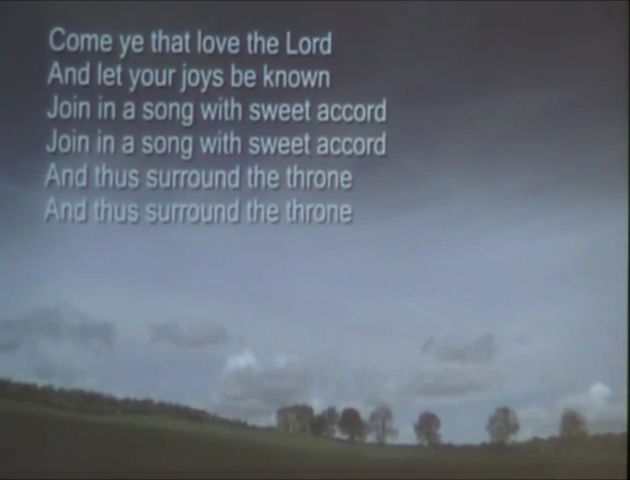 Come ye that love the Lord
And let your joys be known
Join in a song with sweet accord
Join in a song with sweet accord
And thus surround the throne
And thus surround the throne